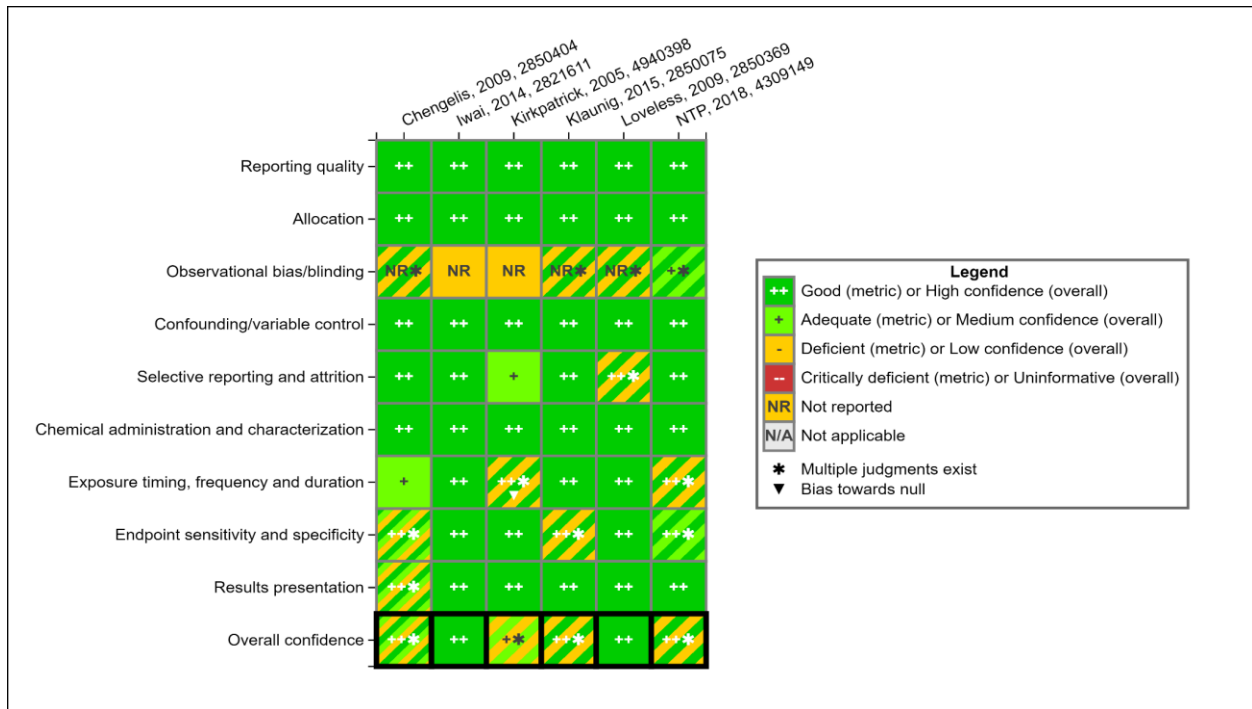 Chengelis, 2009, 2850404
Iwai, 2014, 2821611
Kirkpatrick, 2005, 4940398
Klaunig, 2015, 2850075
Loveless, 2009, 2850369
NTP, 2018, 4309149
Reporting quality ++ ++ ++ ++ ++ ++
Allocation ++ ++ ++ ++ ++ ++
Observational bias/blinding NR✱ NR NR NR✱ NR✱ +✱
Confounding/variable control ++ ++ ++ ++ ++ ++
Selective reporting and attrition ++ ++ + ++ ++✱ ++
Chemical administration and characterization ++ ++ ++ ++ ++ ++
Exposure timing, frequency and duration + ++ ++✱▼ ++ ++ ++✱
Endpoint sensitivity and specificity ++✱ ++ ++ ++✱ ++ ++✱
Results presentation ++✱ ++ ++ ++ ++ ++
Overall confidence ++✱ ++ +✱ ++✱ ++ ++✱
Legend
++ Good (metric) or High confidence (overall)
+ Adequate (metric) or Medium confidence (overall)
- Deficient (metric) or Low confidence (overall)
-- Critically deficient (metric) or Uninformative (overall)
NR Not reported
N/A Not applicable
✱ Multiple judgments exist
▼ Bias towards null